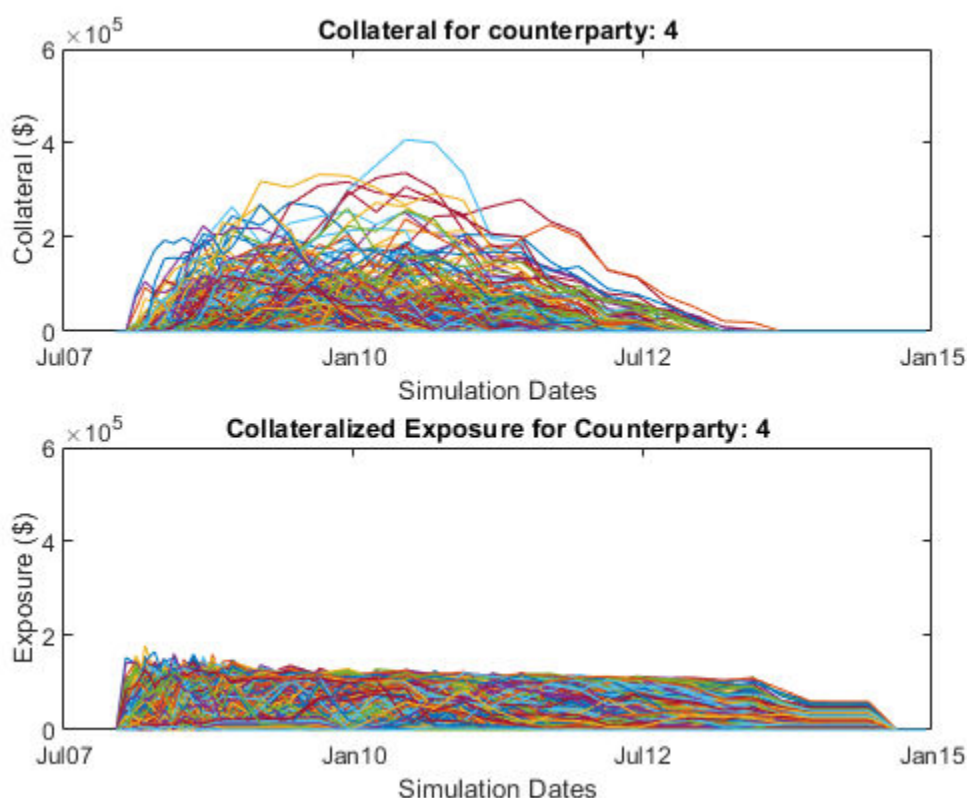 Collateral for counterparty: 4
×10^5
6
4
2
0
Collateral ($)
Jul07 Jan10 Jul12 Jan15
Simulation Dates
Collateralized Exposure for Counterparty: 4
×10^5
6
4
2
0
Exposure ($)
Jul07 Jan10 Jul12 Jan15
Simulation Dates